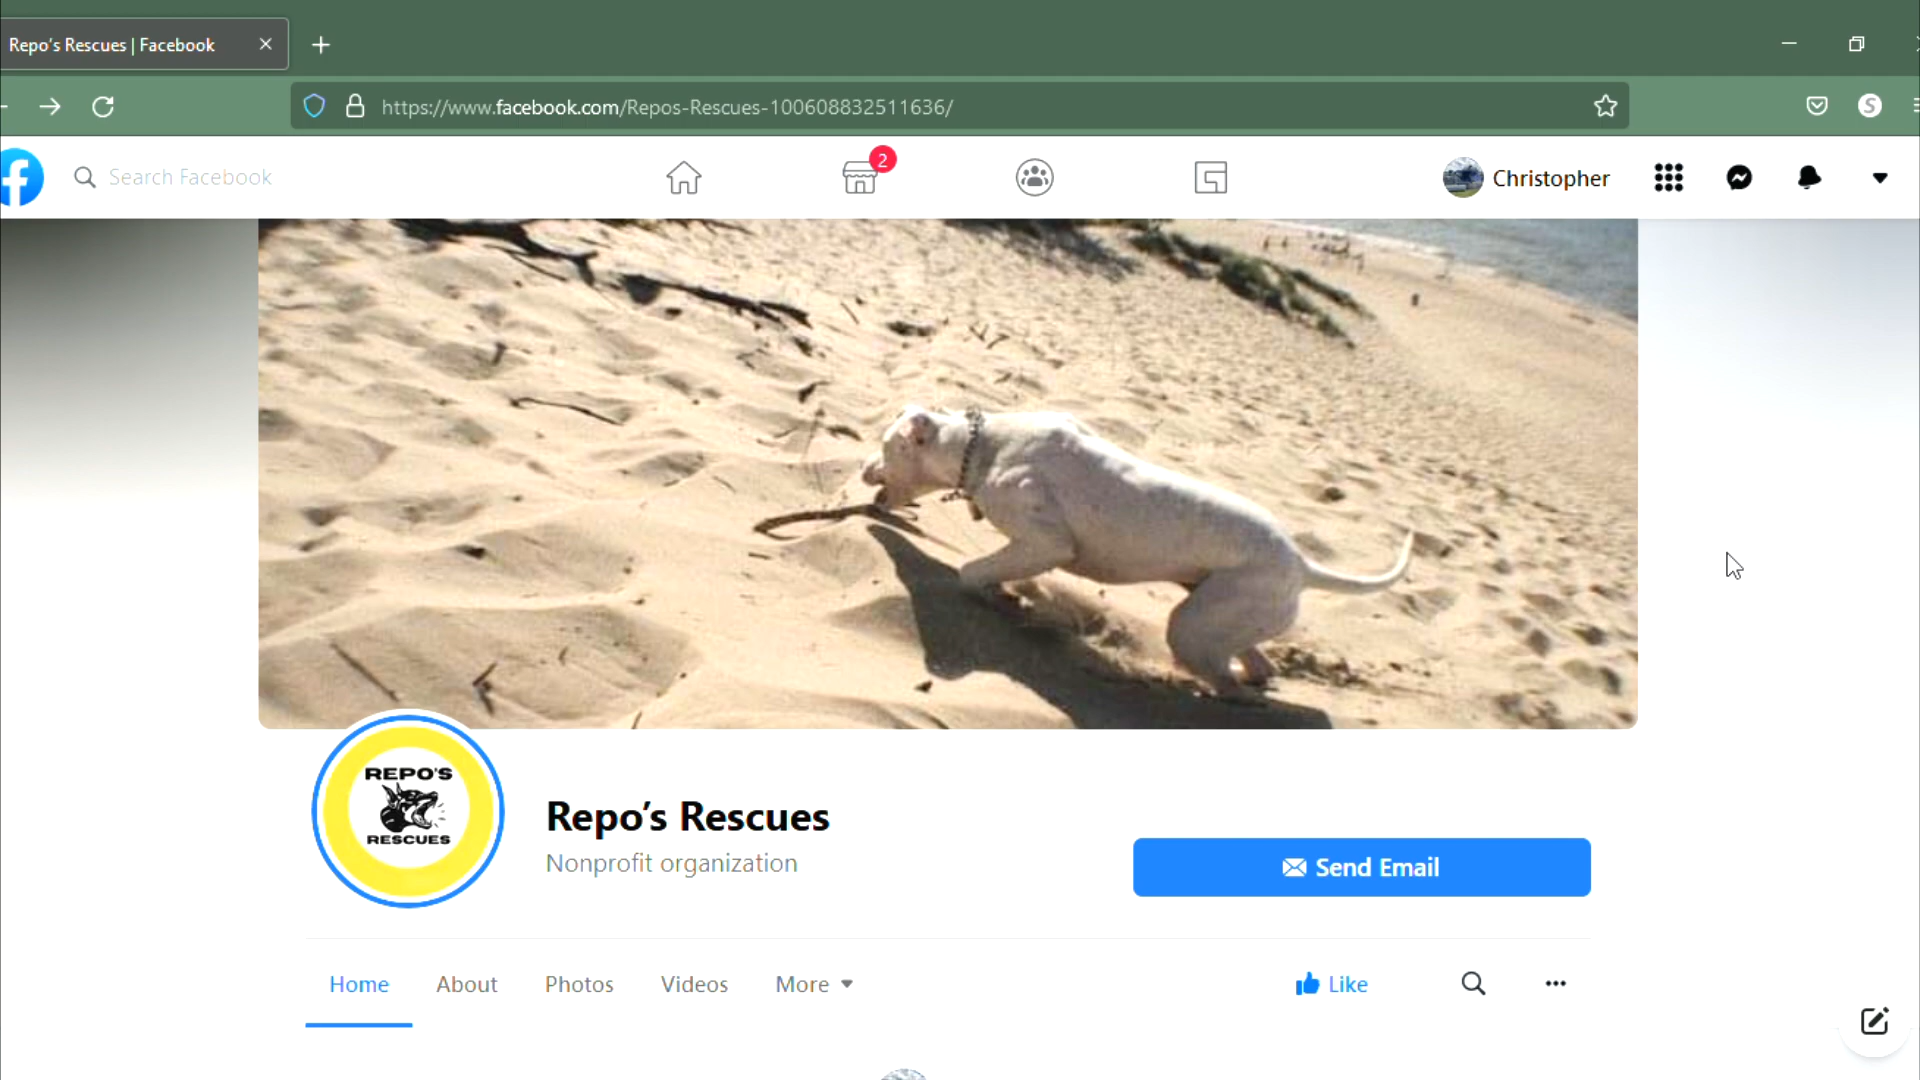 Repo's Rescues | Facebook
https://www.facebook.com/Repos-Rescues-100608832511636/
S
Search Facebook
2
Christopher
REPO'S
RESCUES
Repo's Rescues
Nonprofit organization
Send Email
Home
About
Photos
Videos
More
Like